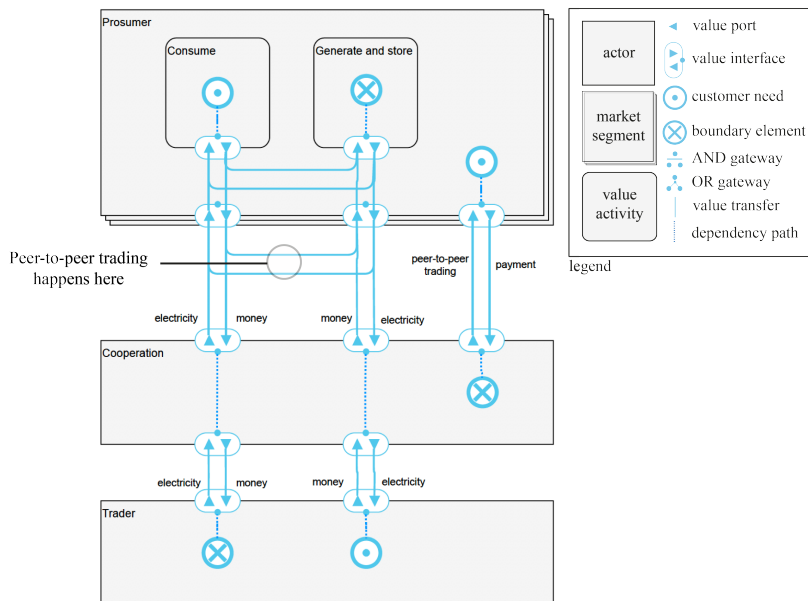 Prosumer
Consume
Generate and store
Peer-to-peer trading
happens here
peer-to-peer
trading
payment
electricity
money
money
electricity
Cooperation
electricity
money
money
electricity
Trader
actor
market
segment
value
activity
value port
value interface
customer need
boundary element
AND gateway
OR gateway
value transfer
dependency path
legend